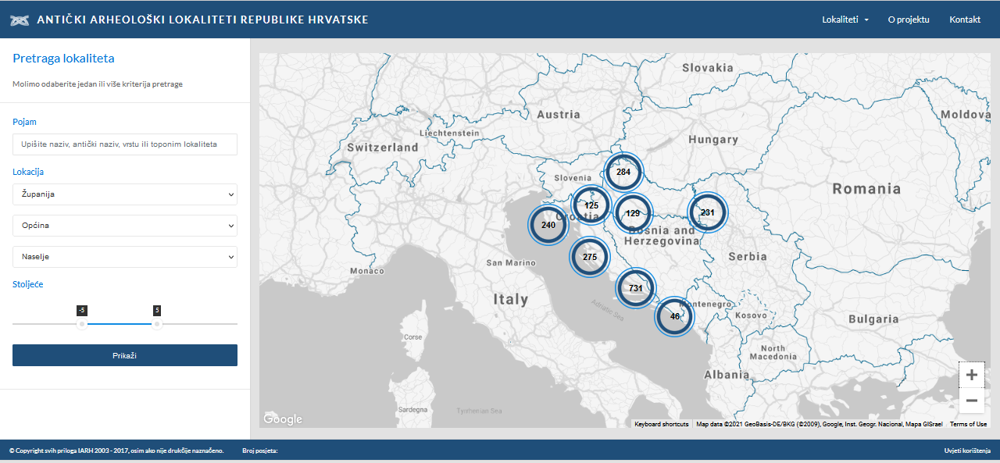 ANTIČKI ARHEOLOŠKI LOKALITETI REPUBLIKE HRVATSKE
Lokaliteti
O projektu
Kontakt
Pretraga lokaliteta
Molimo odaberite jedan ili više kriterija pretrage
Pojam
Upišite naziv, antički naziv, vrstu ili toponim lokaliteta
Lokacija
Županija
Općina
Naselje
Stoljeće
-5
5
Prikaži
Slovakia
Austria
Moldova
Liechtenstein
Hungary
Switzerland
284
Slovenia
Romania
125
129
231
Croatia
240
Bosnia and
Herzegovina
275
Serbia
San Marino
Monaco
731
Italy
Montenegro
Adriatic Sea
46
Kosovo
Bulgaria
Corse
North
Macedonia
Albania
Sardegna
Tyrrhenian Sea
Google
Keyboard shortcuts
Map data ©2021 GeoBasis-DE/BKG (©2009), Google, Inst. Geogr. Nacional, Mapa GISrael
Terms of Use
© Copyright svih priloga IARH 2003 - 2017, osim ako nije drukčije naznačeno.
Broj posjeta:
Uvjeti korištenja